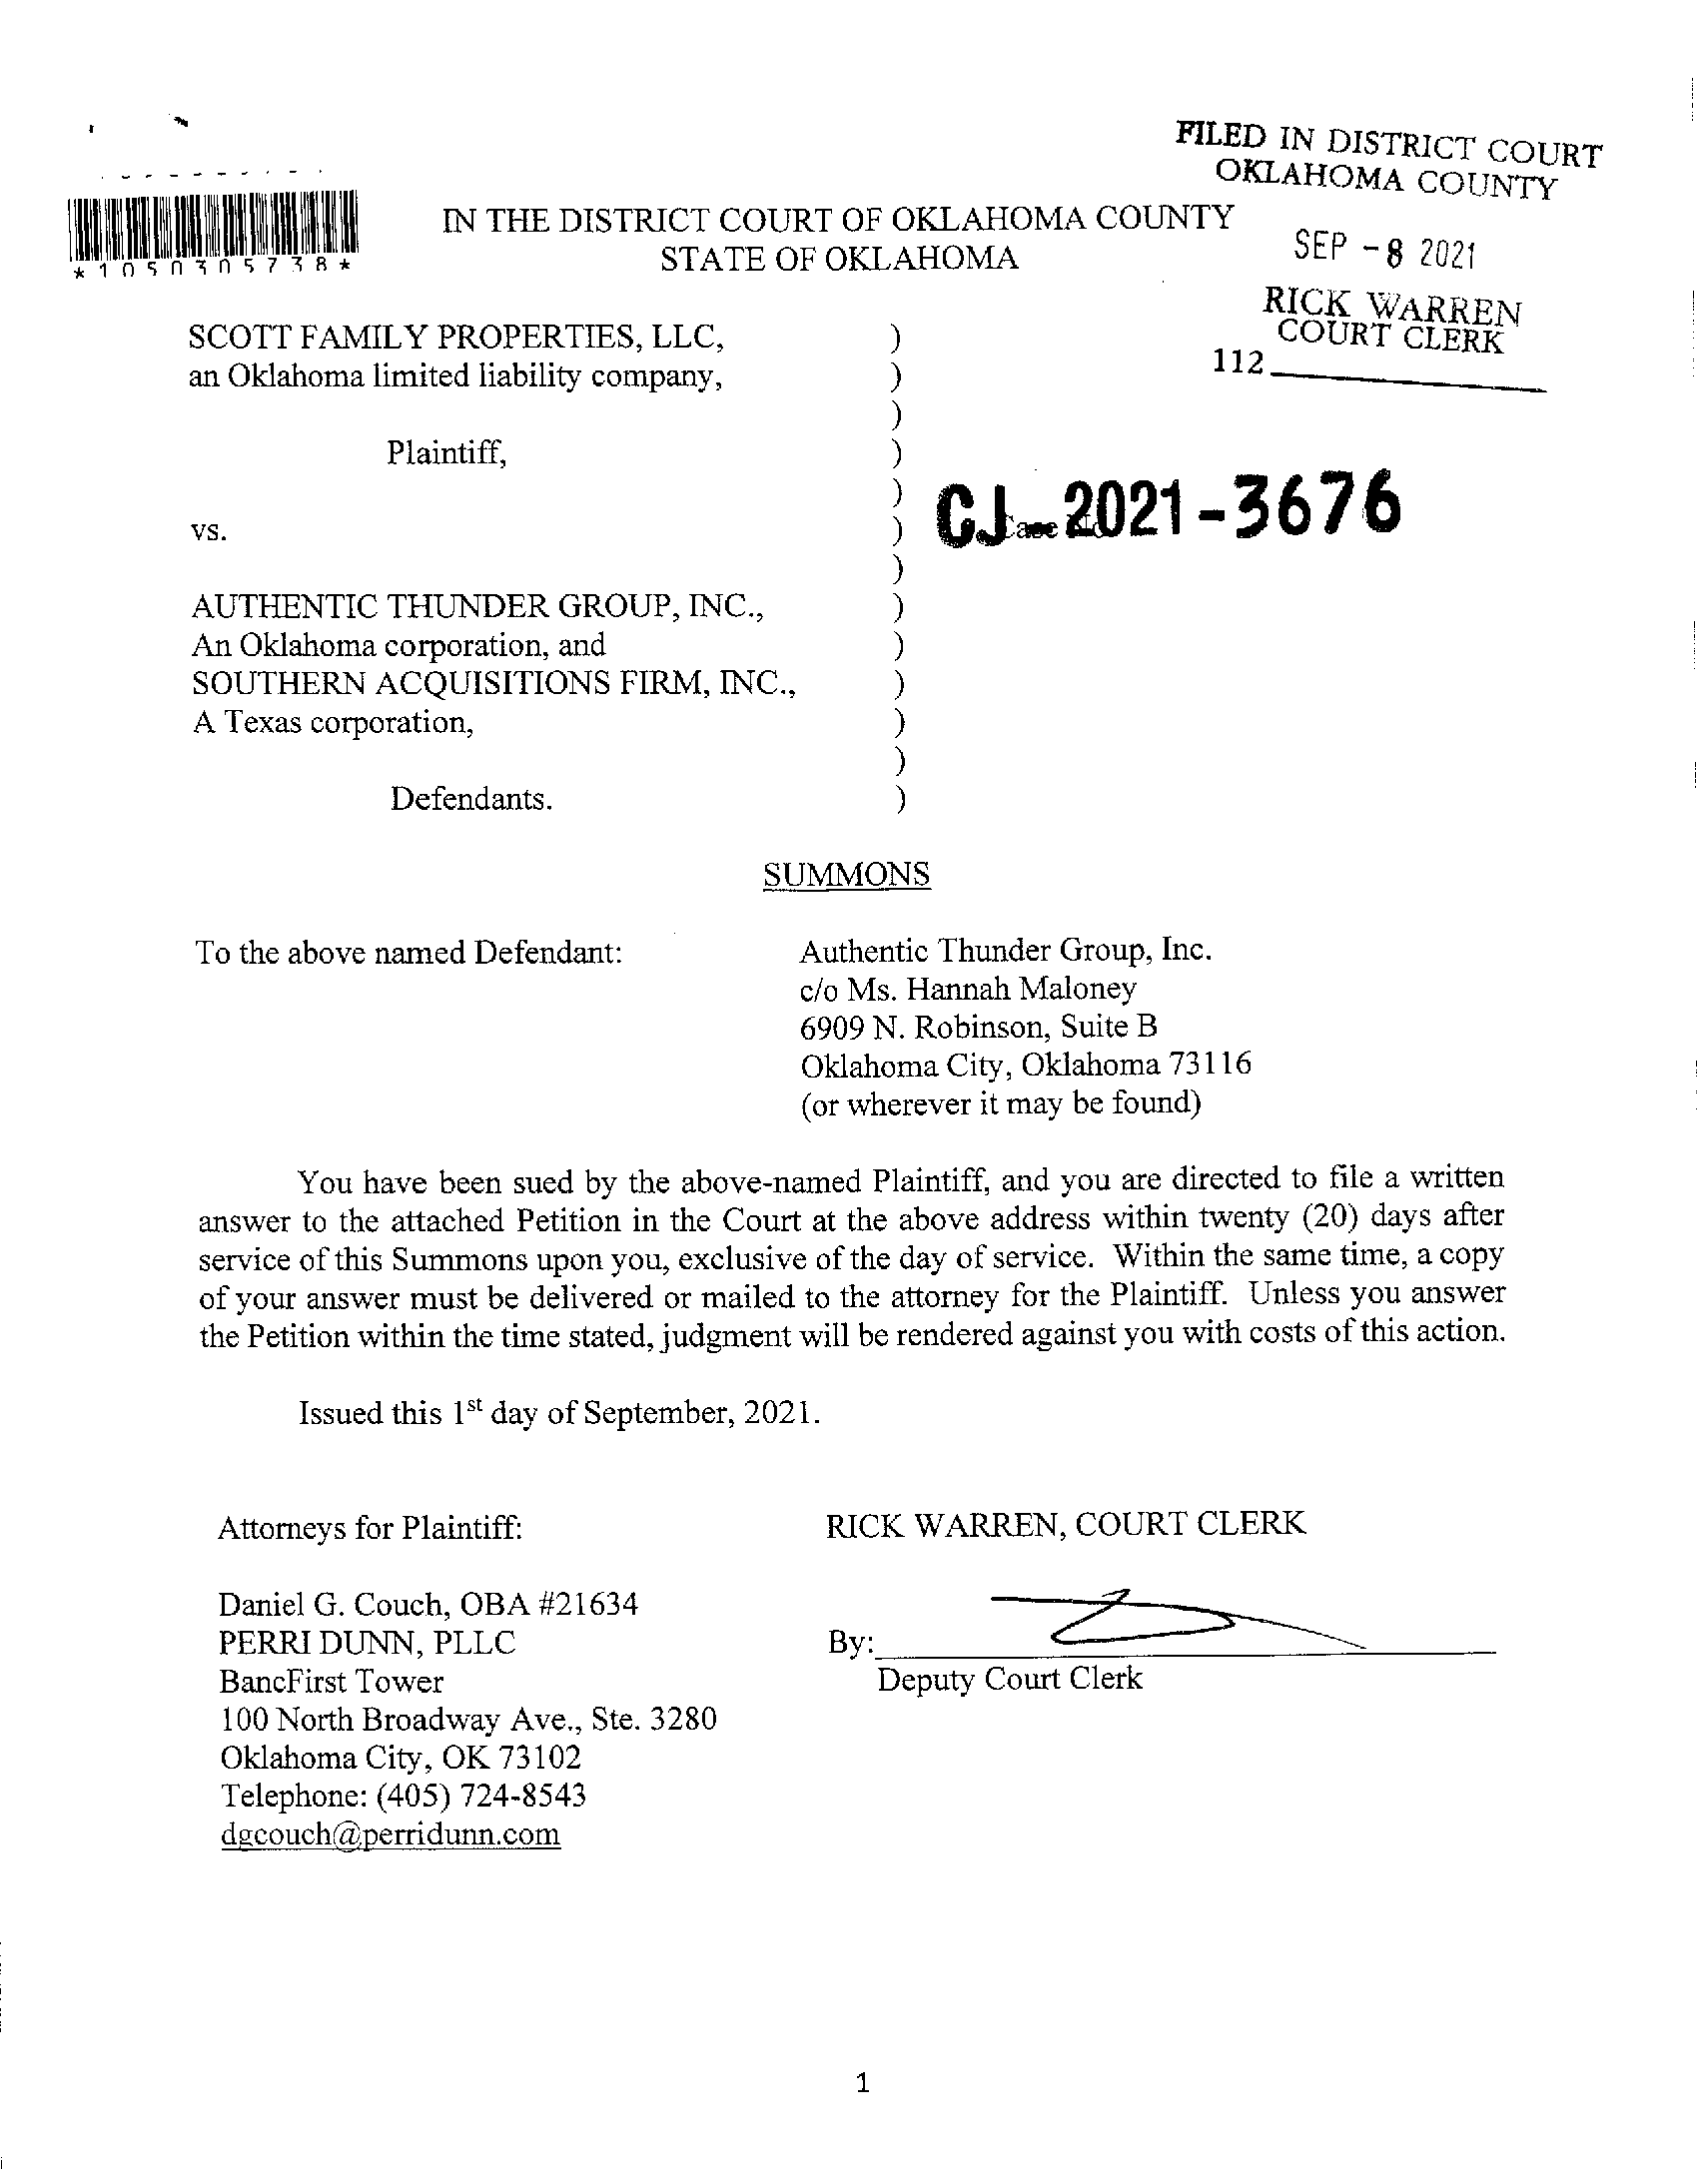 FILED IN DISTRICT COURT
OKLAHOMA COUNTY
SEP -8 2021
RICK WARREN
COURT CLERK
112
*1050305738*
IN THE DISTRICT COURT OF OKLAHOMA COUNTY
STATE OF OKLAHOMA
SCOTT FAMILY PROPERTIES, LLC, )
an Oklahoma limited liability company, )
)
Plaintiff, )
)
vs. ) CJ-2021-3676
)
AUTHENTIC THUNDER GROUP, INC., )
An Oklahoma corporation, and )
SOUTHERN ACQUISITIONS FIRM, INC., )
A Texas corporation, )
)
Defendants. )
SUMMONS
To the above named Defendant: Authentic Thunder Group, Inc.
c/o Ms. Hannah Maloney
6909 N. Robinson, Suite B
Oklahoma City, Oklahoma 73116
(or wherever it may be found)
You have been sued by the above-named Plaintiff, and you are directed to file a written
answer to the attached Petition in the Court at the above address within twenty (20) days after
service of this Summons upon you, exclusive of the day of service. Within the same time, a copy
of your answer must be delivered or mailed to the attorney for the Plaintiff. Unless you answer
the Petition within the time stated, judgment will be rendered against you with costs of this action.
Issued this 1st day of September, 2021.
Attorneys for Plaintiff: RICK WARREN, COURT CLERK
Daniel G. Couch, OBA #21634
PERRI DUNN, PLLC By:
BancFirst Tower Deputy Court Clerk
100 North Broadway Ave., Ste. 3280
Oklahoma City, OK 73102
Telephone: (405) 724-8543
dgcouch@perridunn.com
1